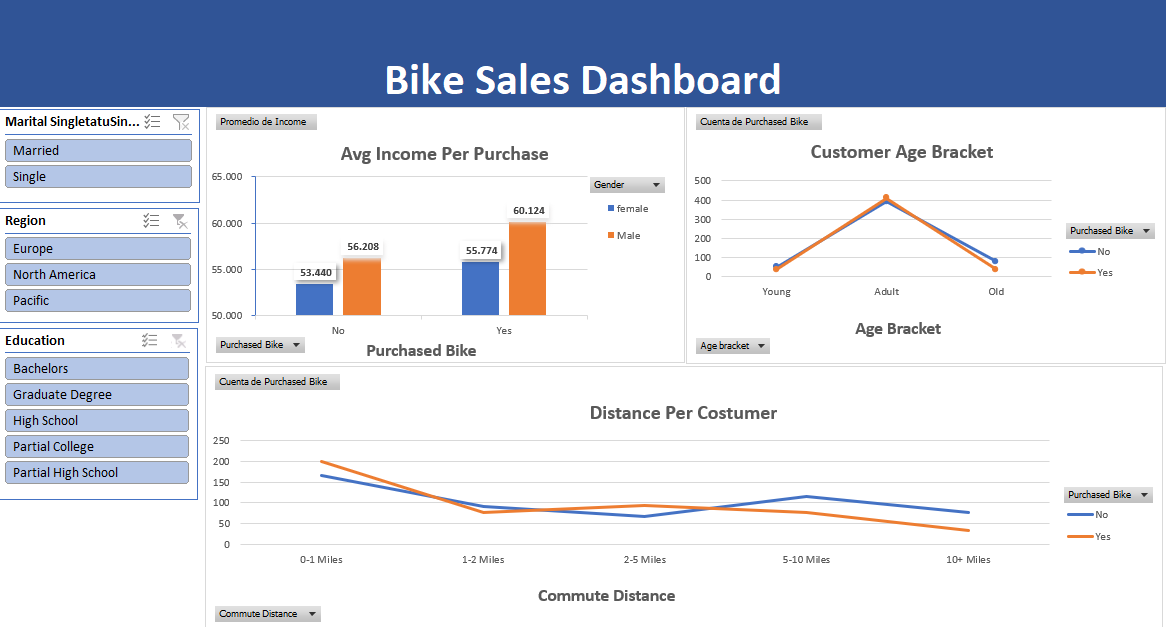 Bike Sales Dashboard
Marital SingletatuSin...
Married
Single
Region
Europe
North America
Pacific
Education
Bachelors
Graduate Degree
High School
Partial College
Partial High School
Promedio de Income
Avg Income Per Purchase
65.000
60.000
55.000
50.000
53.440
56.208
55.774
60.124
No
Yes
Gender
female
Male
Purchased Bike
Purchased Bike
Cuenta de Purchased Bike
Customer Age Bracket
500
400
300
200
100
0
Young
Adult
Old
Purchased Bike
No
Yes
Age Bracket
Age bracket
Cuenta de Purchased Bike
Distance Per Costumer
250
200
150
100
50
0
0-1 Miles
1-2 Miles
2-5 Miles
5-10 Miles
10+ Miles
Purchased Bike
No
Yes
Commute Distance
Commute Distance